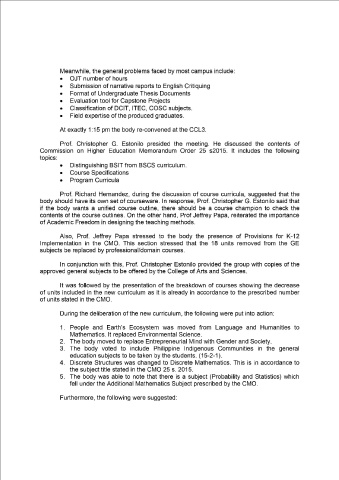 Meanwhile, the general problems faced by most campus include:
• OJT number of hours
• Submission of narrative reports to English Critiquing
• Format of Undergraduate Thesis Documents
• Evaluation tool for Capstone Projects
• Classification of DCIT, ITEC, COSC subjects.
• Field expertise of the produced graduates.
At exactly 1:15 pm the body re-convened at the CCL3.
Prof. Christopher G. Estonilo presided the meeting. He discussed the contents of
Commission on Higher Education Memorandum Order 25 s2015. It includes the following
topics:
• Distinguishing BSIT from BSCS curriculum.
• Course Specifications
• Program Curricula
Prof. Richard Hernandez, during the discussion of course curricula, suggested that the
body should have its own set of courseware. In response, Prof. Christopher G. Estonilo said that
if the body wants a unified course outline, there should be a course champion to check the
contents of the course outlines. On the other hand, Prof Jeffrey Papa, reiterated the importance
of Academic Freedom in designing the teaching methods.
Also, Prof. Jeffrey Papa stressed to the body the presence of Provisions for K-12
Implementation in the CMO. This section stressed that the 18 units removed from the GE
subjects be replaced by professional/domain courses.
In conjunction with this, Prof. Christopher Estonilo provided the group with copies of the
approved general subjects to be offered by the College of Arts and Sciences.
It was followed by the presentation of the breakdown of courses showing the decrease
of units included in the new curriculum as it is already in accordance to the prescribed number
of units stated in the CMO.
During the deliberation of the new curriculum, the following were put into action:
1. People and Earth's Ecosystem was moved from Language and Humanities to
Mathematics. It replaced Environmental Science.
2. The body moved to replace Entrepreneurial Mind with Gender and Society.
3. The body voted to include Philippine Indigenous Communities in the general
education subjects to be taken by the students. (15-2-1).
4. Discrete Structures was changed to Discrete Mathematics. This is in accordance to
the subject title stated in the CMO 25 s. 2015.
5. The body was able to note that there is a subject (Probability and Statistics) which
fell under the Additional Mathematics Subject prescribed by the CMO.
Furthermore, the following were suggested: